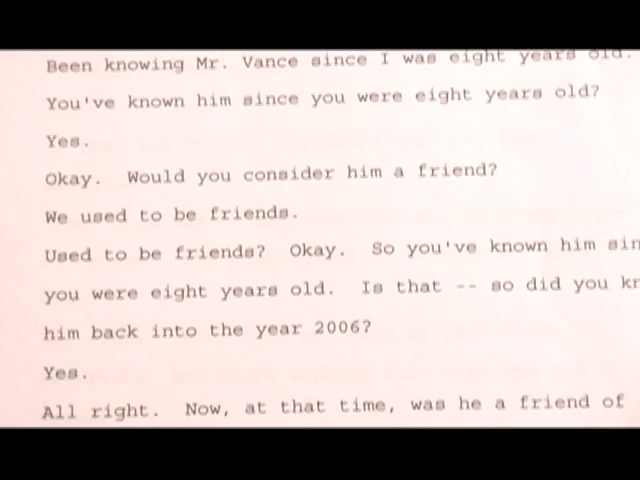 Been knowing Mr. Vance since I was eight years old.
You've known him since you were eight years old?
Yes.
Okay. Would you consider him a friend?
We used to be friends.
Used to be friends? Okay. So you've known him sin
you were eight years old. Is that -- so did you kn
him back into the year 2006?
Yes.
All right. Now, at that time, was he a friend of